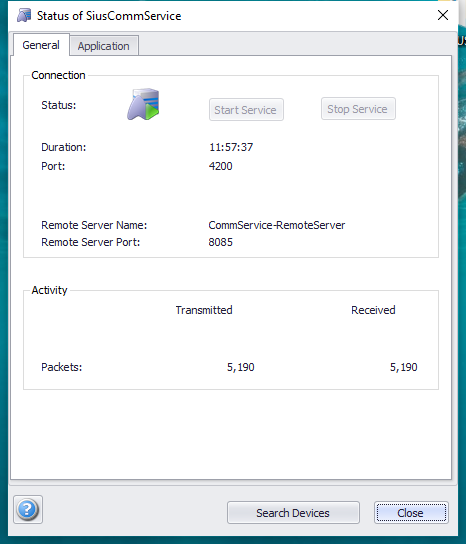 Status of SiusCommService
General Application
Connection
Status: Start Service Stop Service
Duration: 11:57:37
Port: 4200
Remote Server Name: CommService-RemoteServer
Remote Server Port: 8085
Activity
Transmitted Received
Packets: 5,190 5,190
? Search Devices Close